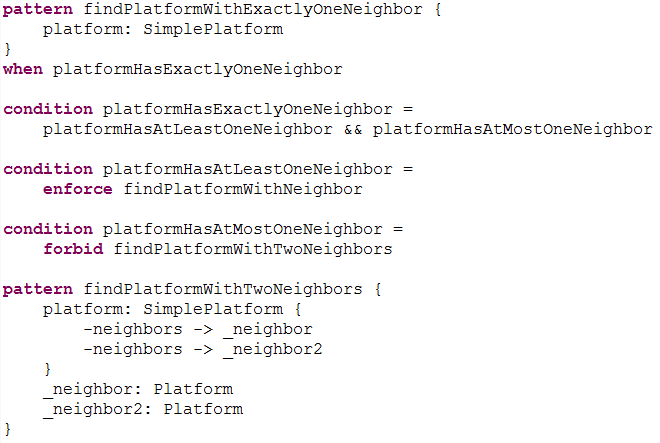 pattern findPlatformWithExactlyOneNeighbor {
    platform: SimplePlatform
}
when platformHasExactlyOneNeighbor

condition platformHasExactlyOneNeighbor =
    platformHasAtLeastOneNeighbor && platformHasAtMostOneNeighbor

condition platformHasAtLeastOneNeighbor =
    enforce findPlatformWithNeighbor

condition platformHasAtMostOneNeighbor =
    forbid findPlatformWithTwoNeighbors

pattern findPlatformWithTwoNeighbors {
    platform: SimplePlatform {
        -neighbors -> _neighbor
        -neighbors -> _neighbor2
    }
    _neighbor: Platform
    _neighbor2: Platform
}